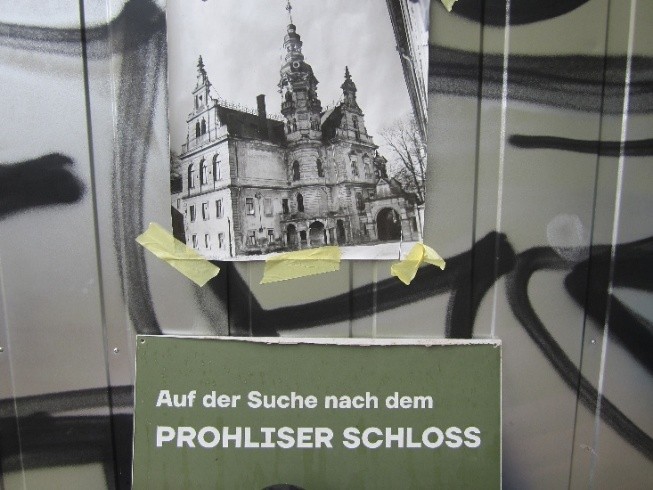 Auf der Suche nach dem
PROHLISER SCHLOSS